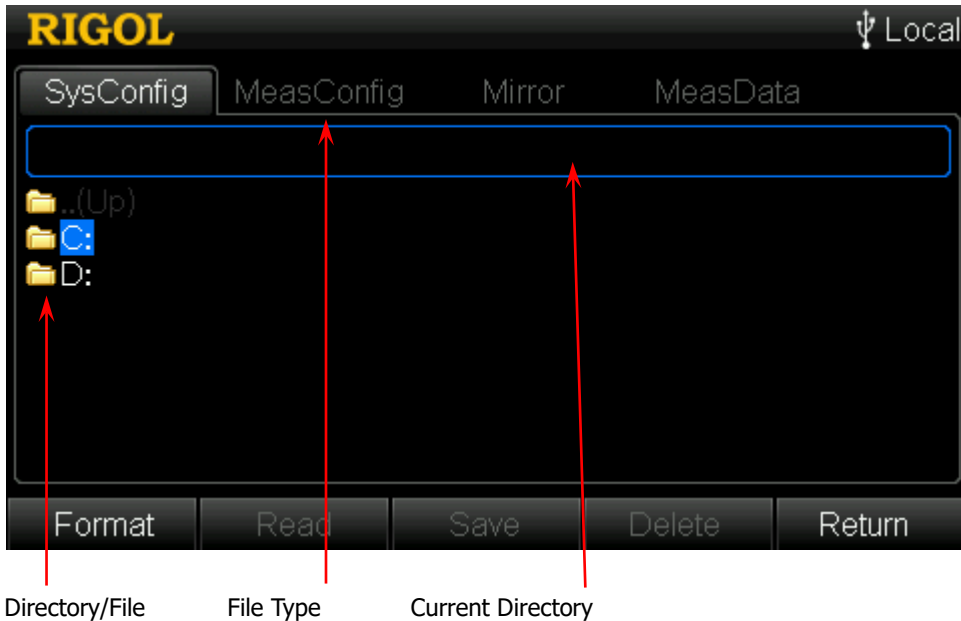 RIGOL Local
SysConfig MeasConfig Mirror MeasData
..(Up)
C:
D:
Format Read Save Delete Return
Directory/File File Type Current Directory